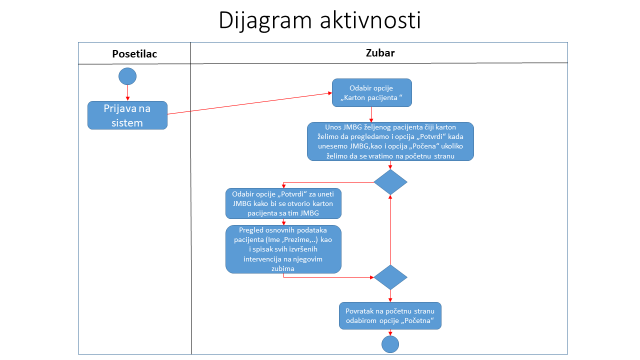 Dijagram aktivnosti
Posetilac
Zubar
Prijava na
sistem
Odabir opcije
„Karton pacijenta "
Unos JMBG željenog pacijenta čiji karton
želimo da pregledamo i opcija „Potvrdi" kada
unesemo JMBG,kao i opcija „Počena" ukoliko
želimo da se vratimo na početnu stranu
Odabir opcije „Potvrdi" za uneti
JMBG kako bi se otvorio karton
pacijenta sa tim JMBG
Pregled osnovnih podataka
pacijenta (Ime ,Prezime,..) kao
i spisak svih izvršenih
intervencija na njegovim
zubima
Povratak na početnu stranu
odabirom opcije „Početna"